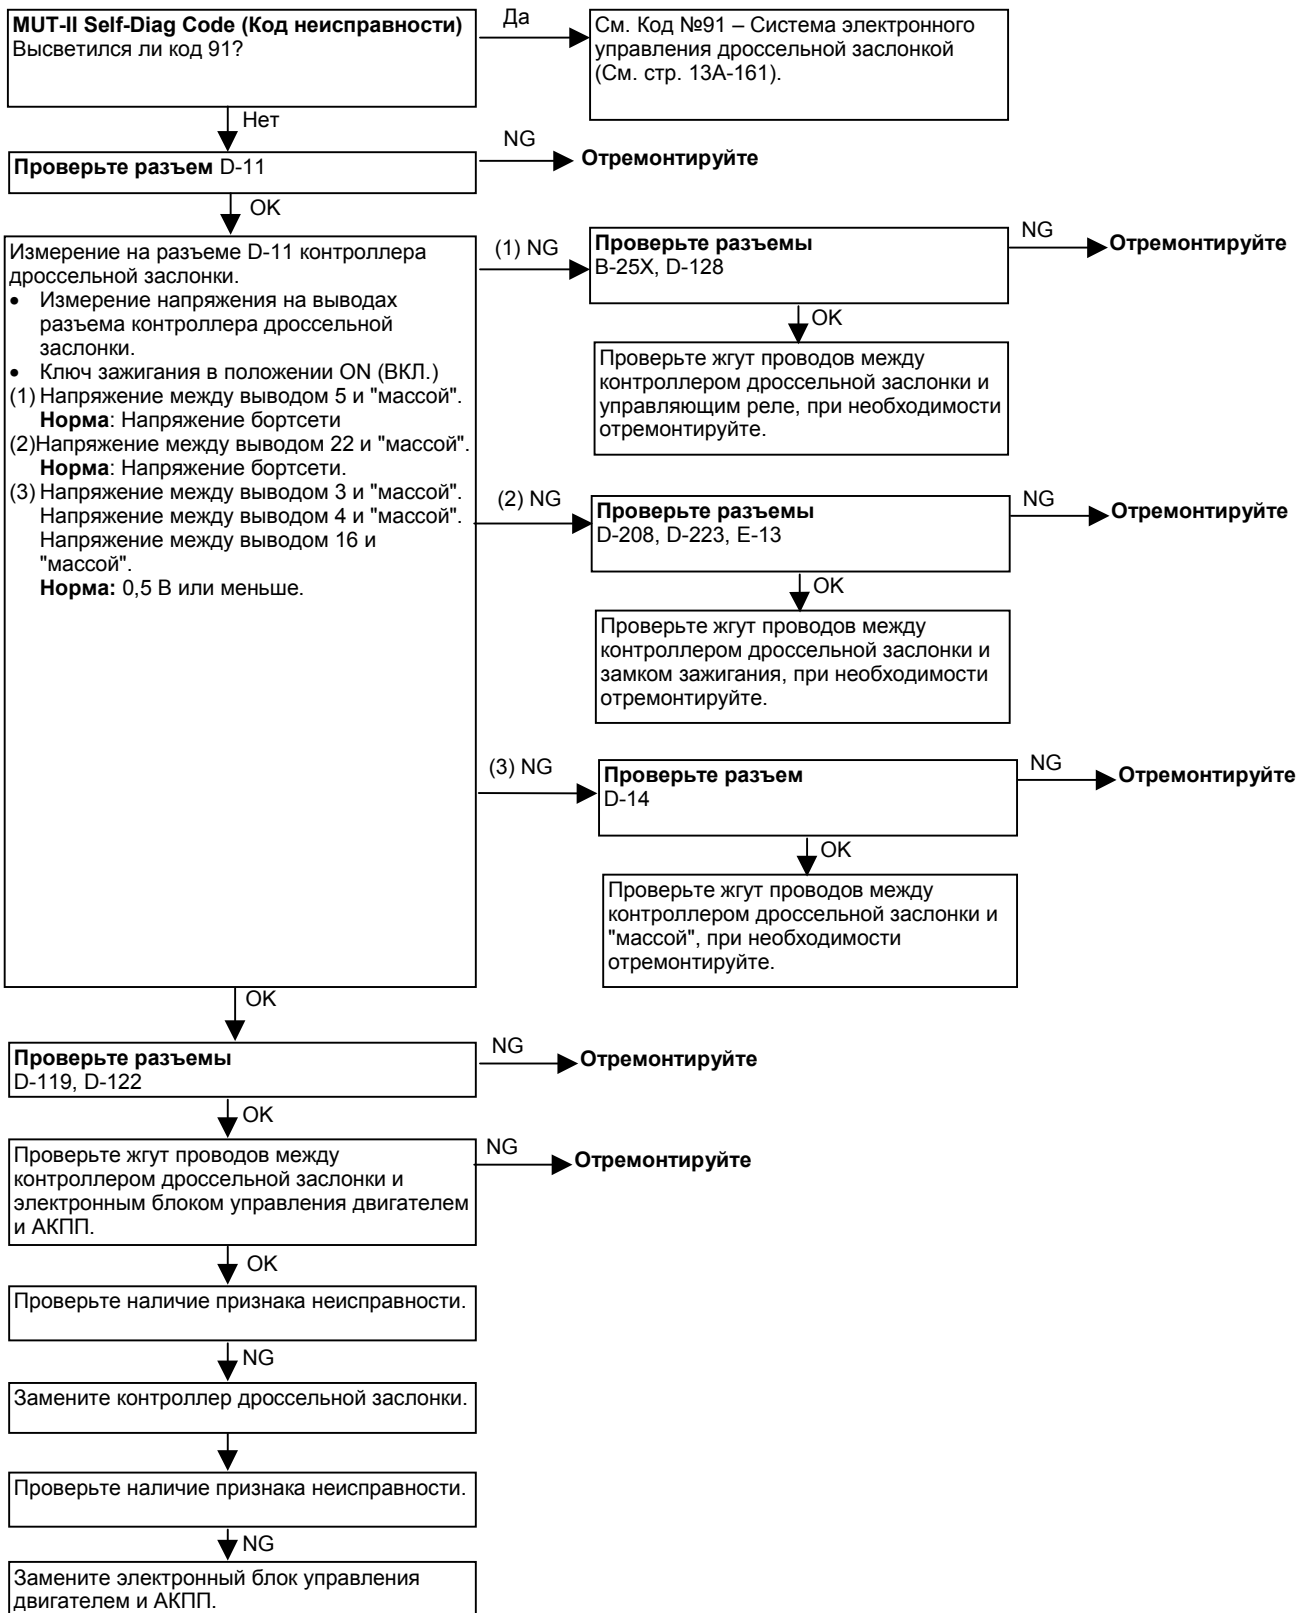 MUT-II Self-Diag Code (Код неисправности)
Высветился ли код 91?
Да
См. Код №91 – Система электронного
управления дроссельной заслонкой
(См. стр. 13А-161).
Нет
Проверьте разъем D-11
NG
Отремонтируйте
OK
Измерение на разъеме D-11 контроллера
дроссельной заслонки.
• Измерение напряжения на выводах
разъема контроллера дроссельной
заслонки.
• Ключ зажигания в положении ON (ВКЛ.)
(1) Напряжение между выводом 5 и "массой".
Норма: Напряжение бортсети
(2)Напряжение между выводом 22 и "массой".
Норма: Напряжение бортсети.
(3) Напряжение между выводом 3 и "массой".
Напряжение между выводом 4 и "массой".
Напряжение между выводом 16 и
"массой".
Норма: 0,5 В или меньше.
(1) NG
Проверьте разъемы
B-25X, D-128
NG
Отремонтируйте
OK
Проверьте жгут проводов между
контроллером дроссельной заслонки и
управляющим реле, при необходимости
отремонтируйте.
(2) NG
Проверьте разъемы
D-208, D-223, E-13
NG
Отремонтируйте
OK
Проверьте жгут проводов между
контроллером дроссельной заслонки и
замком зажигания, при необходимости
отремонтируйте.
(3) NG
Проверьте разъем
D-14
NG
Отремонтируйте
OK
Проверьте жгут проводов между
контроллером дроссельной заслонки и
"массой", при необходимости
отремонтируйте.
OK
Проверьте разъемы
D-119, D-122
NG
Отремонтируйте
OK
Проверьте жгут проводов между
контроллером дроссельной заслонки и
электронным блоком управления двигателем
и АКПП.
NG
Отремонтируйте
OK
Проверьте наличие признака неисправности.
NG
Замените контроллер дроссельной заслонки.
Проверьте наличие признака неисправности.
NG
Замените электронный блок управления
двигателем и АКПП.